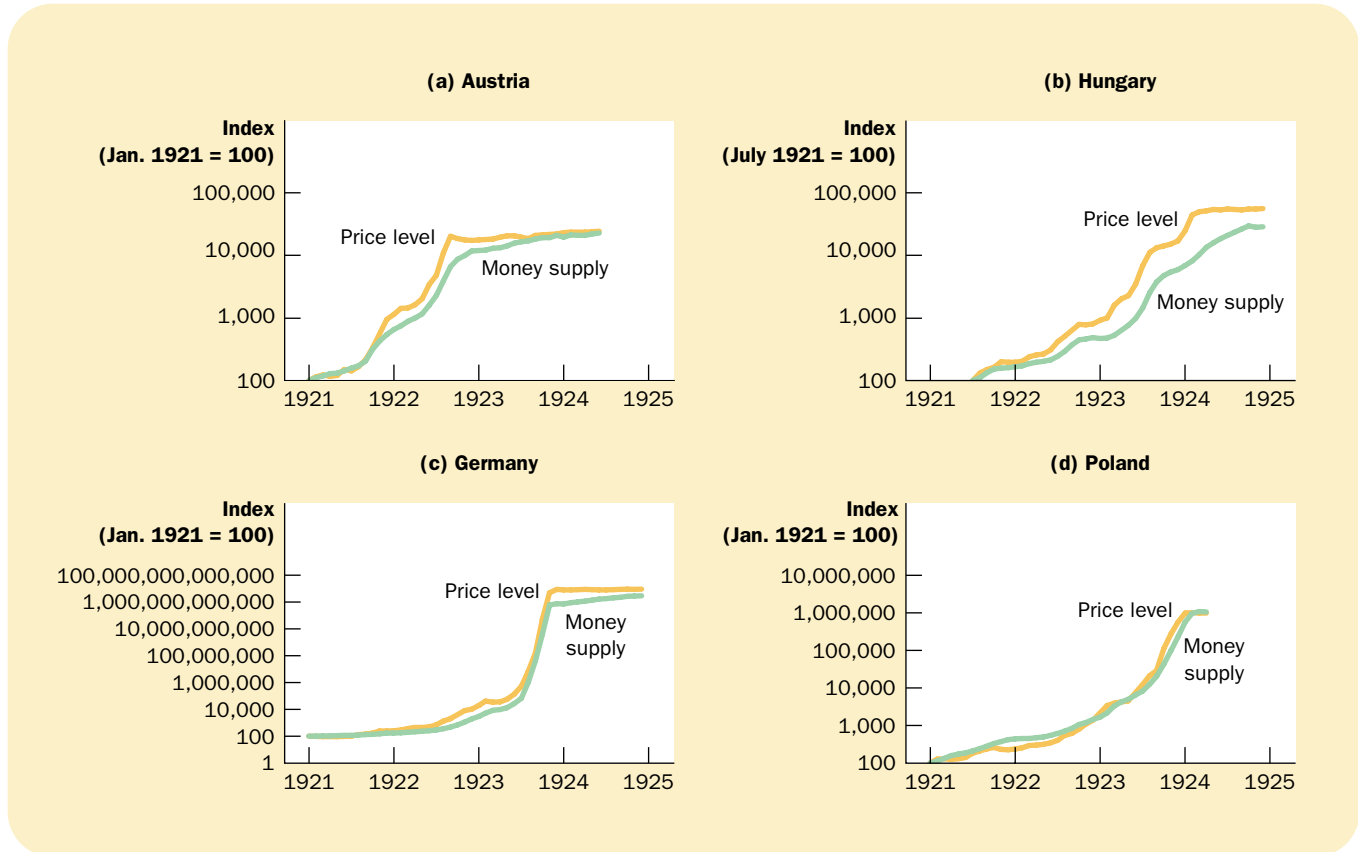 (a) Austria
Index
(Jan. 1921 = 100)
100,000
10,000
1,000
100
Price level
Money supply
1921 1922 1923 1924 1925
(b) Hungary
Index
(July 1921 = 100)
100,000
10,000
1,000
100
Price level
Money supply
1921 1922 1923 1924 1925
(c) Germany
Index
(Jan. 1921 = 100)
100,000,000,000,000
1,000,000,000,000
10,000,000,000
100,000,000
1,000,000
10,000
100
1
Price level
Money
supply
1921 1922 1923 1924 1925
(d) Poland
Index
(Jan. 1921 = 100)
10,000,000
1,000,000
100,000
10,000
1,000
100
Price level
Money
supply
1921 1922 1923 1924 1925